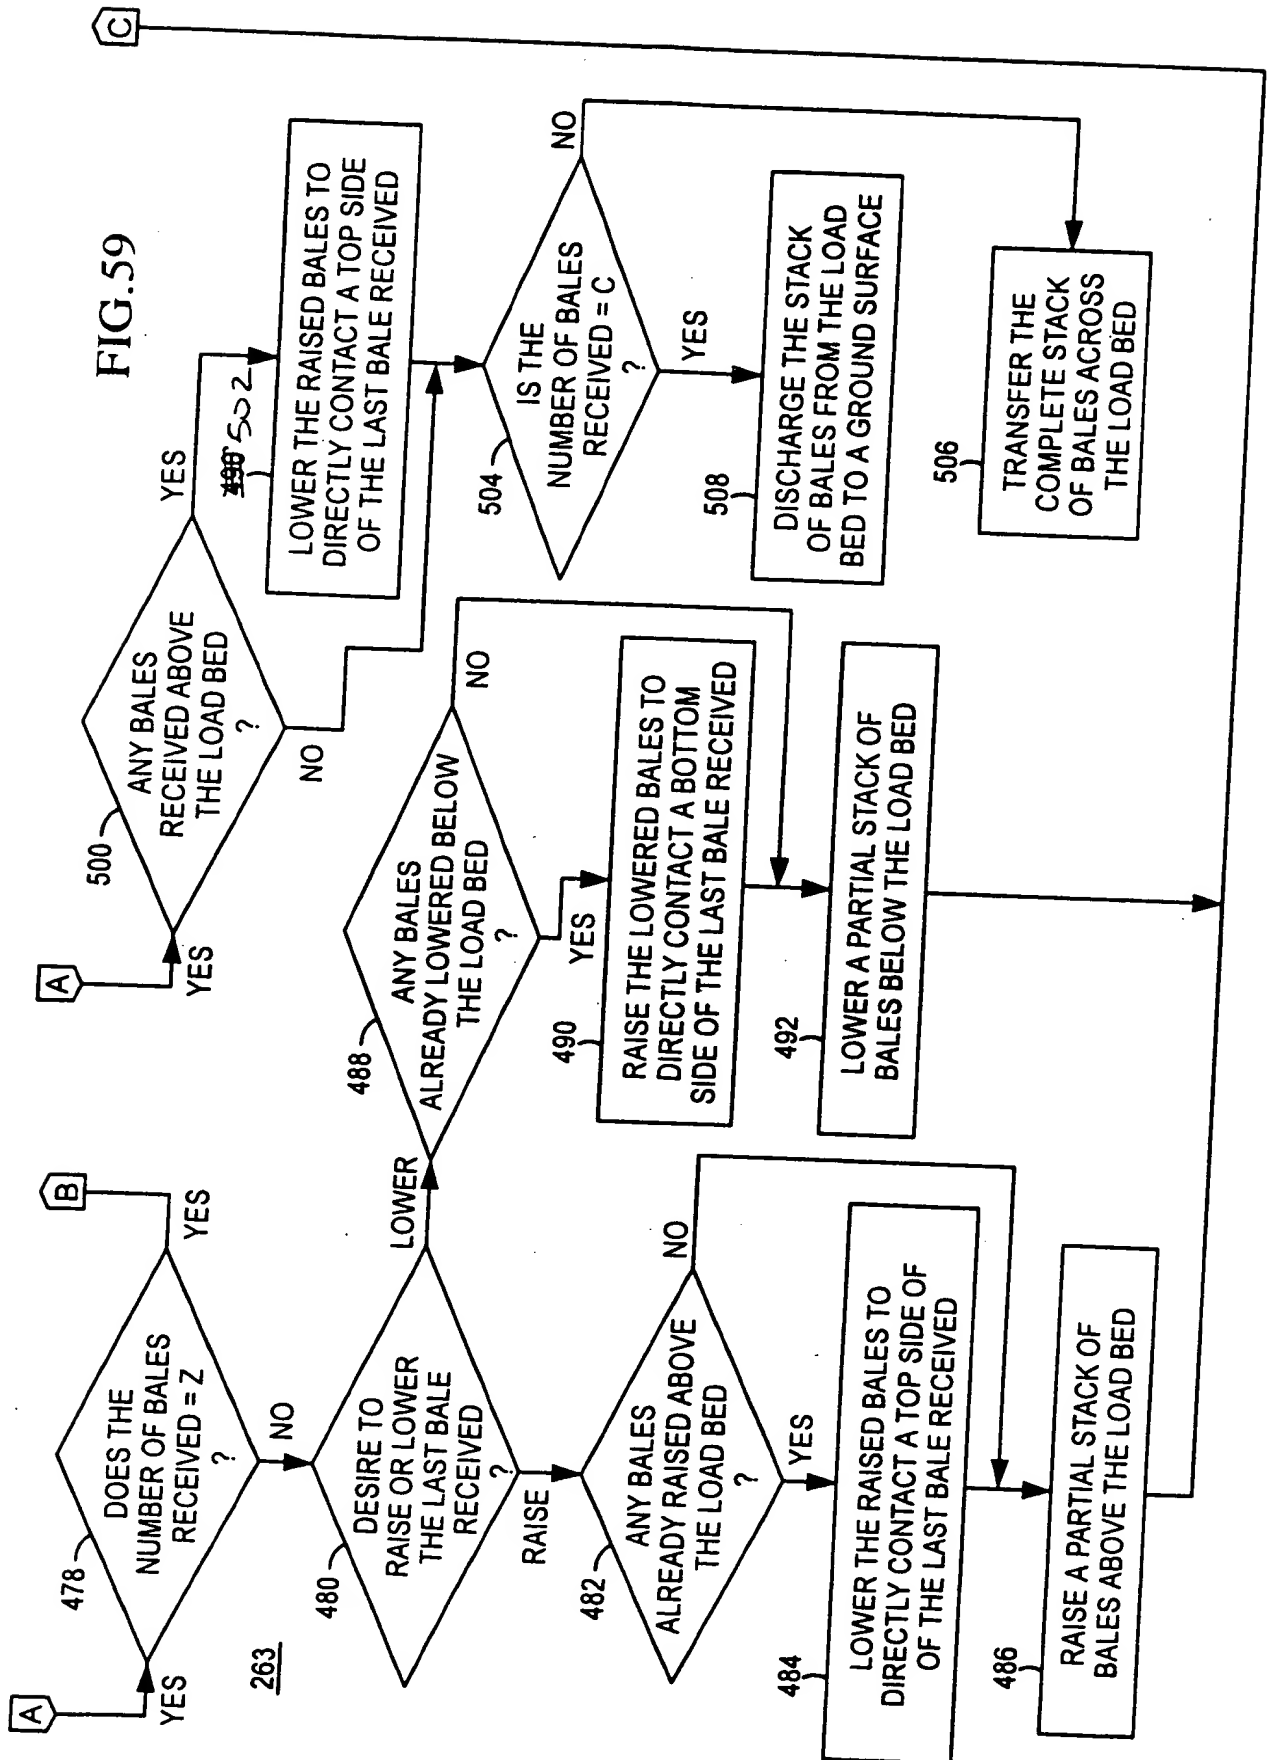 FIG.59
263
A
YES
478
DOES THE
NUMBER OF BALES
RECEIVED = Z
?
YES
B
NO
480
DESIRE TO
RAISE OR LOWER
THE LAST BALE
RECEIVED
?
LOWER
RAISE
482
ANY BALES
ALREADY RAISED ABOVE
THE LOAD BED
?
NO
YES
484
LOWER THE RAISED BALES TO
DIRECTLY CONTACT A TOP SIDE OF
OF THE LAST BALE RECEIVED
486
RAISE A PARTIAL STACK OF
BALES ABOVE THE LOAD BED
488
ANY BALES
ALREADY LOWERED BELOW
THE LOAD BED
?
NO
YES
490
RAISE THE LOWERED BALES TO
DIRECTLY CONTACT A BOTTOM
SIDE OF THE LAST BALE RECEIVED
492
LOWER A PARTIAL STACK OF
BALES BELOW THE LOAD BED
A
YES
500
ANY BALES
RECEIVED ABOVE
THE LOAD BED
?
YES
NO
502
LOWER THE RAISED BALES TO
DIRECTLY CONTACT A TOP SIDE
OF THE LAST BALE RECEIVED
504
IS THE
NUMBER OF BALES
RECEIVED = C
?
NO
YES
508
DISCHARGE THE STACK
OF BALES FROM THE LOAD
BED TO A GROUND SURFACE
506
TRANSFER THE
COMPLETE STACK
OF BALES ACROSS
THE LOAD BED
C